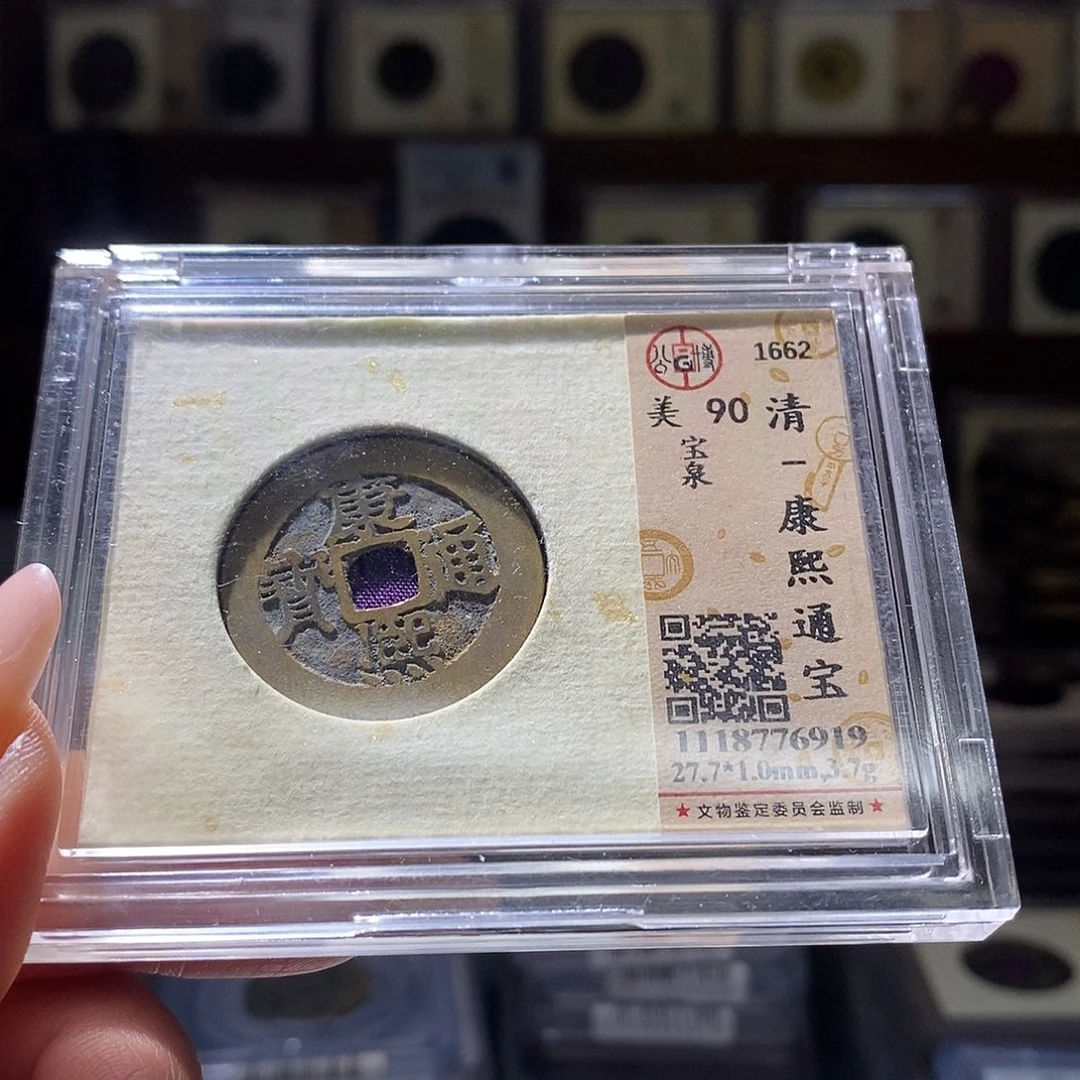 康熙通寶
公博
G
1662
清一康熙通宝
美 90
宝泉
1118776919
27.7*1.0mm,3.7g
★文物鉴定委员会监制★